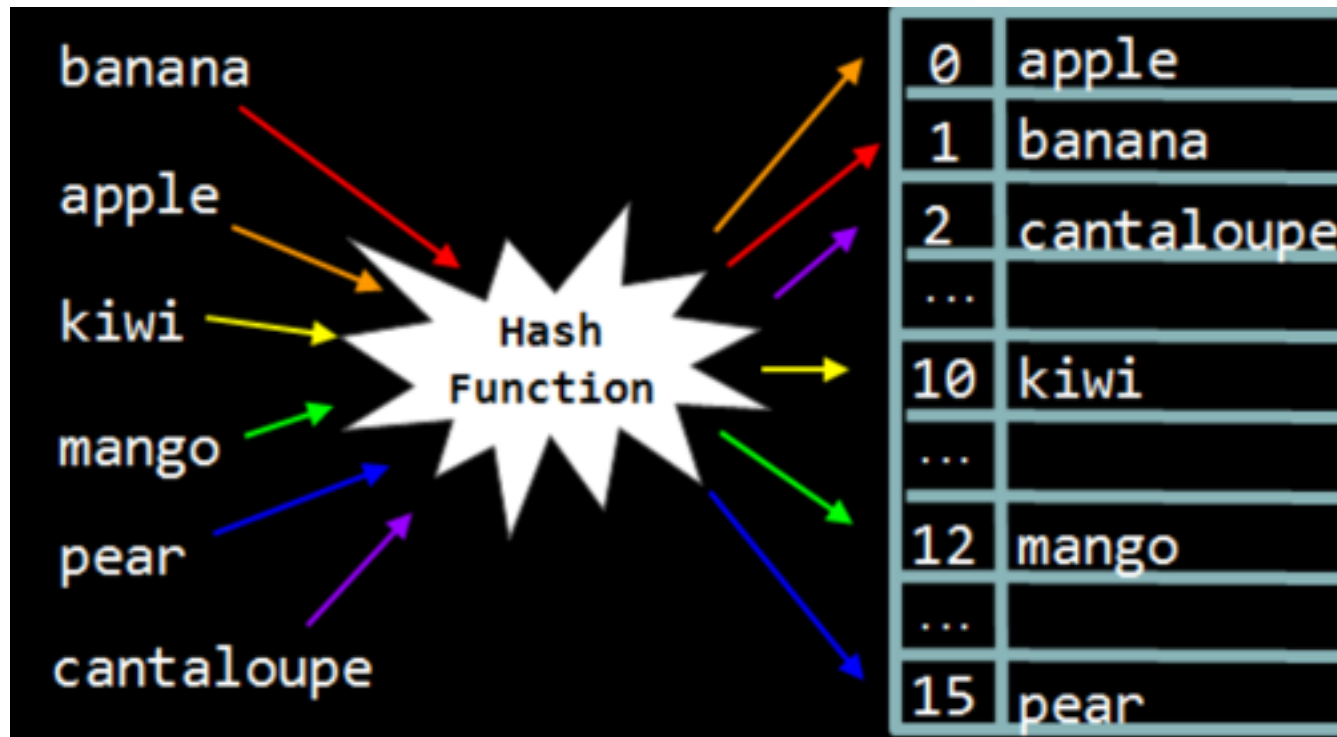 banana
apple
kiwi
mango
pear
cantaloupe
Hash
Function
0 apple
1 banana
2 cantaloupe
...
10 kiwi
...
12 mango
...
15 pear